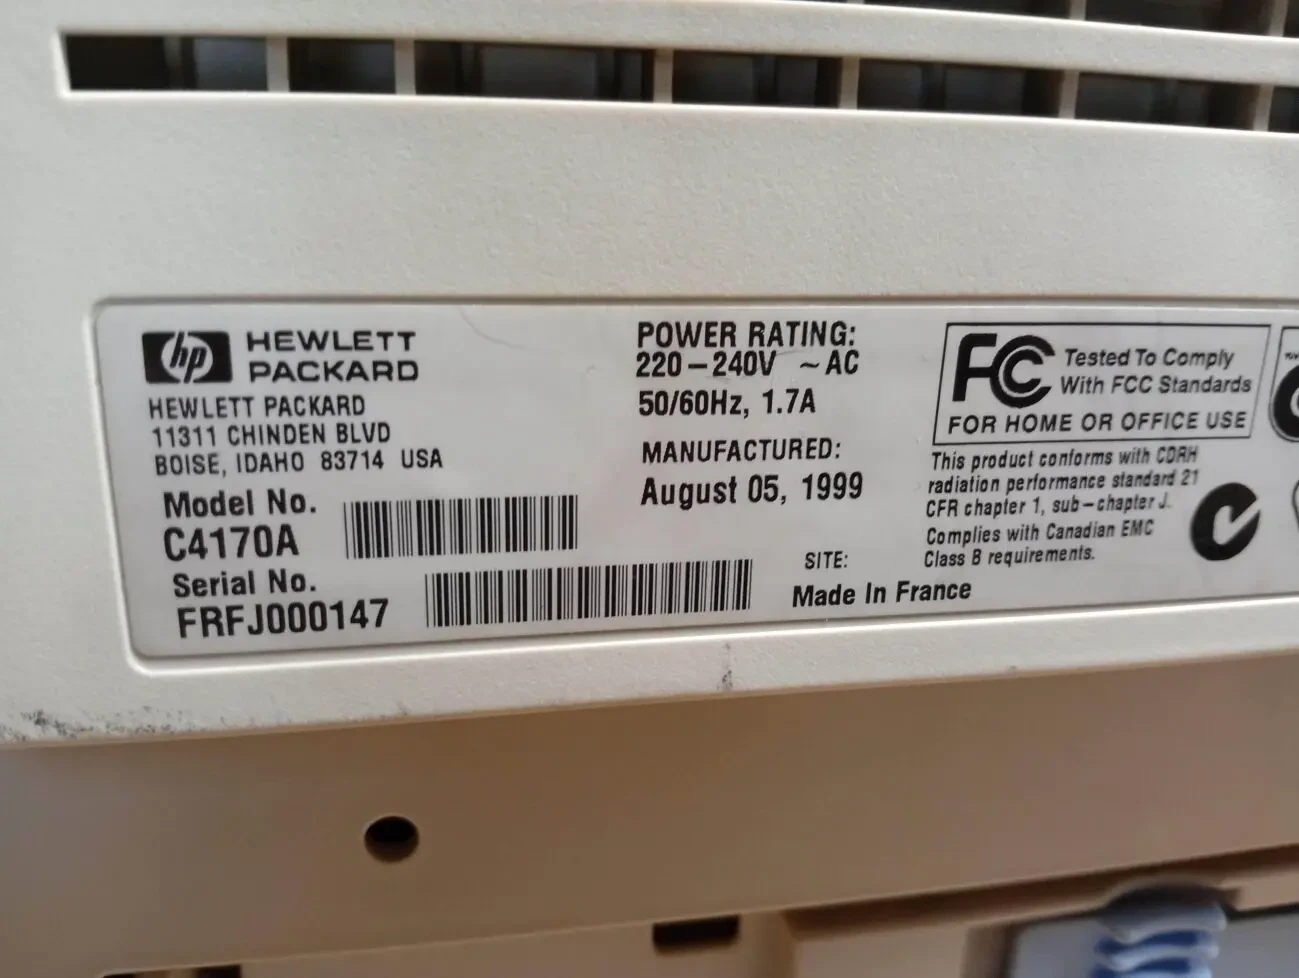 hp HEWLETT
PACKARD
HEWLETT PACKARD
11311 CHINDEN BLVD
BOISE, IDAHO 83714 USA
Model No.
C4170A
Serial No.
FRFJ000147
POWER RATING:
220-240V ~ AC
50/60Hz, 1.7A
MANUFACTURED:
August 05, 1999
SITE:
Made In France
FC Tested To Comply
With FCC Standards
FOR HOME OR OFFICE USE
This product conforms with CDRH
radiation performance standard 21
CFR chapter 1, sub-chapter J.
Complies with Canadian EMC
Class B requirements.